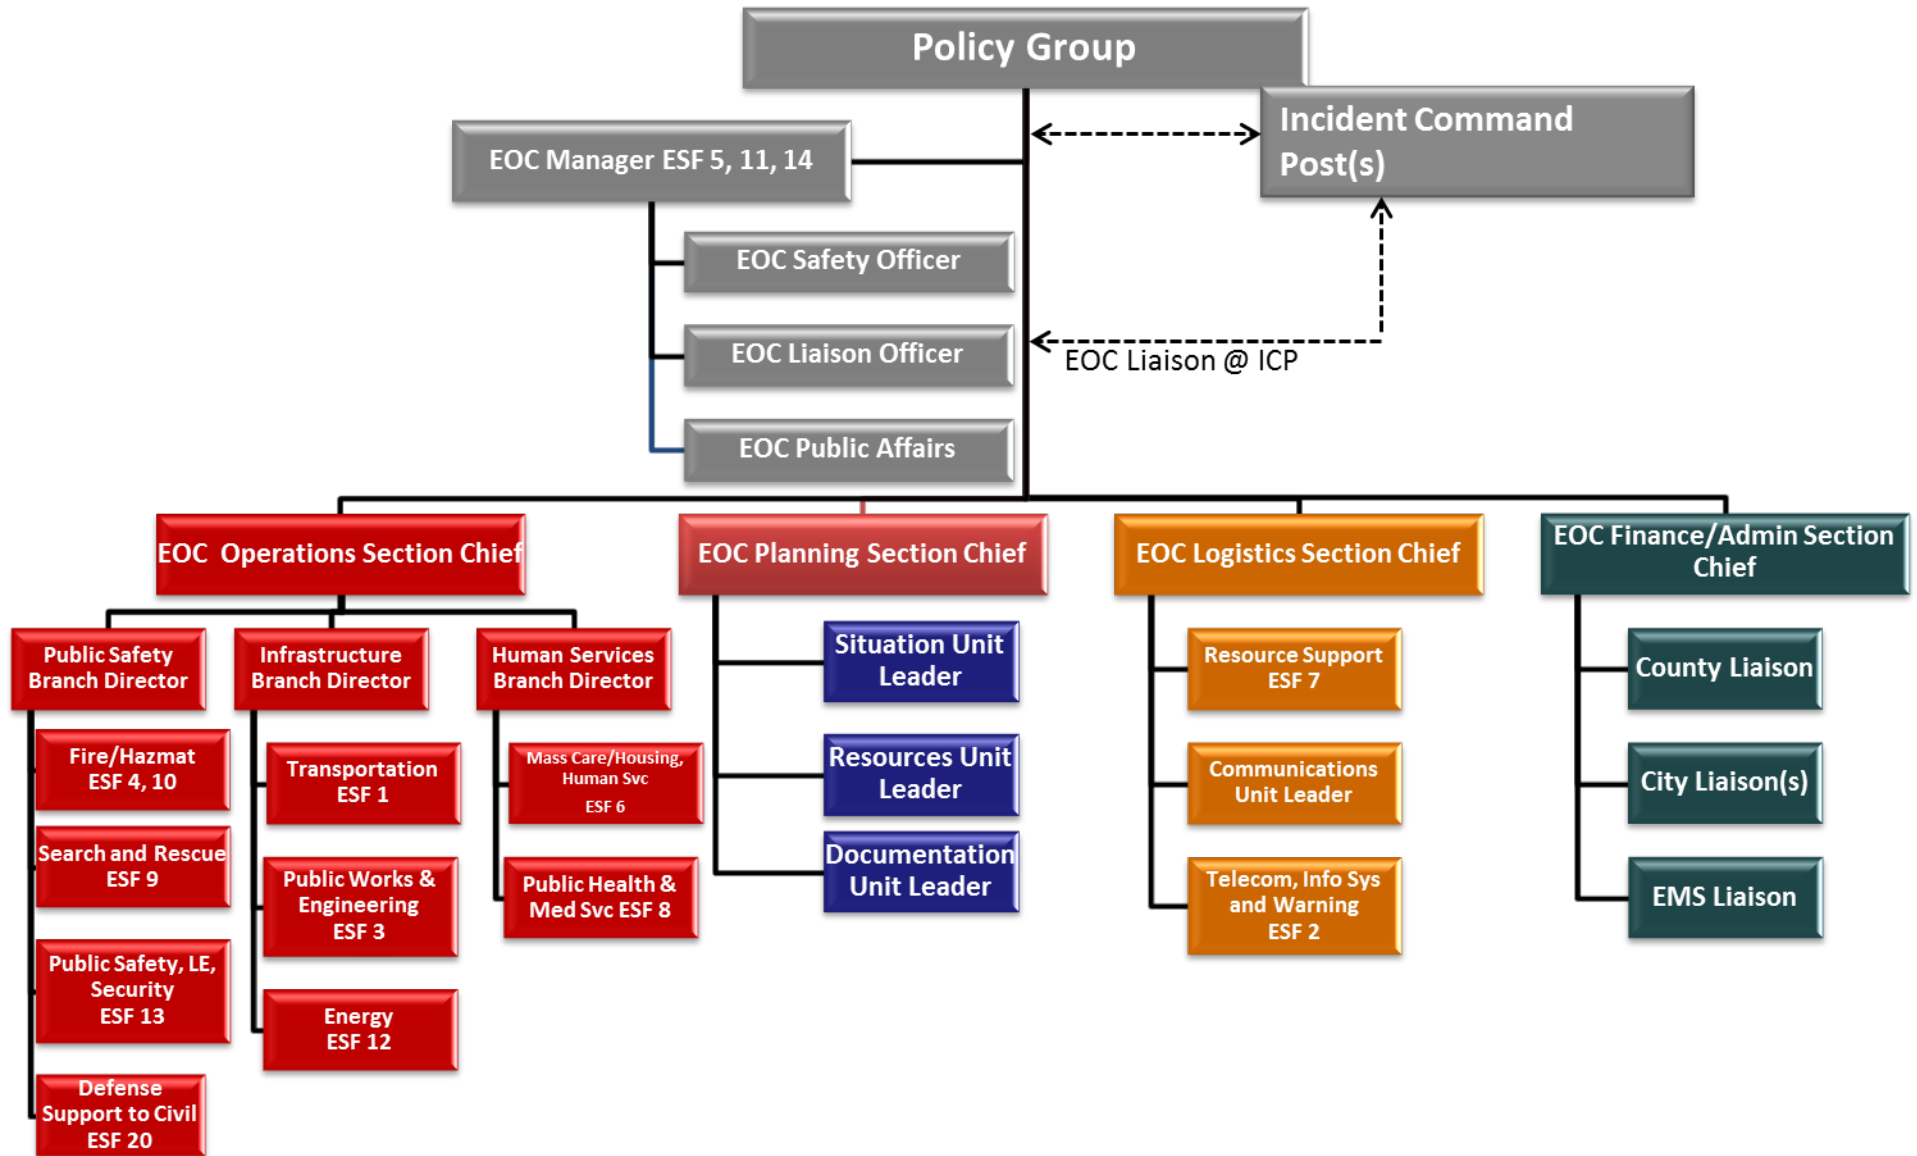 Policy Group
Incident Command
Post(s)
EOC Manager ESF 5, 11, 14
EOC Safety Officer
EOC Liaison Officer
EOC Liaison @ ICP
EOC Public Affairs
EOC Operations Section Chief
Public Safety
Branch Director
Fire/Hazmat
ESF 4, 10
Search and Rescue
ESF 9
Public Safety, LE,
Security
ESF 13
Defense
Support to Civil
ESF 20
Infrastructure
Branch Director
Transportation
ESF 1
Public Works &
Engineering
ESF 3
Energy
ESF 12
Human Services
Branch Director
Mass Care/Housing,
Human Svc
ESF 6
Public Health &
Med Svc ESF 8
EOC Planning Section Chief
Situation Unit
Leader
Resources Unit
Leader
Documentation
Unit Leader
EOC Logistics Section Chief
Resource Support
ESF 7
Communications
Unit Leader
Telecom, Info Sys
and Warning
ESF 2
EOC Finance/Admin Section
Chief
County Liaison
City Liaison(s)
EMS Liaison